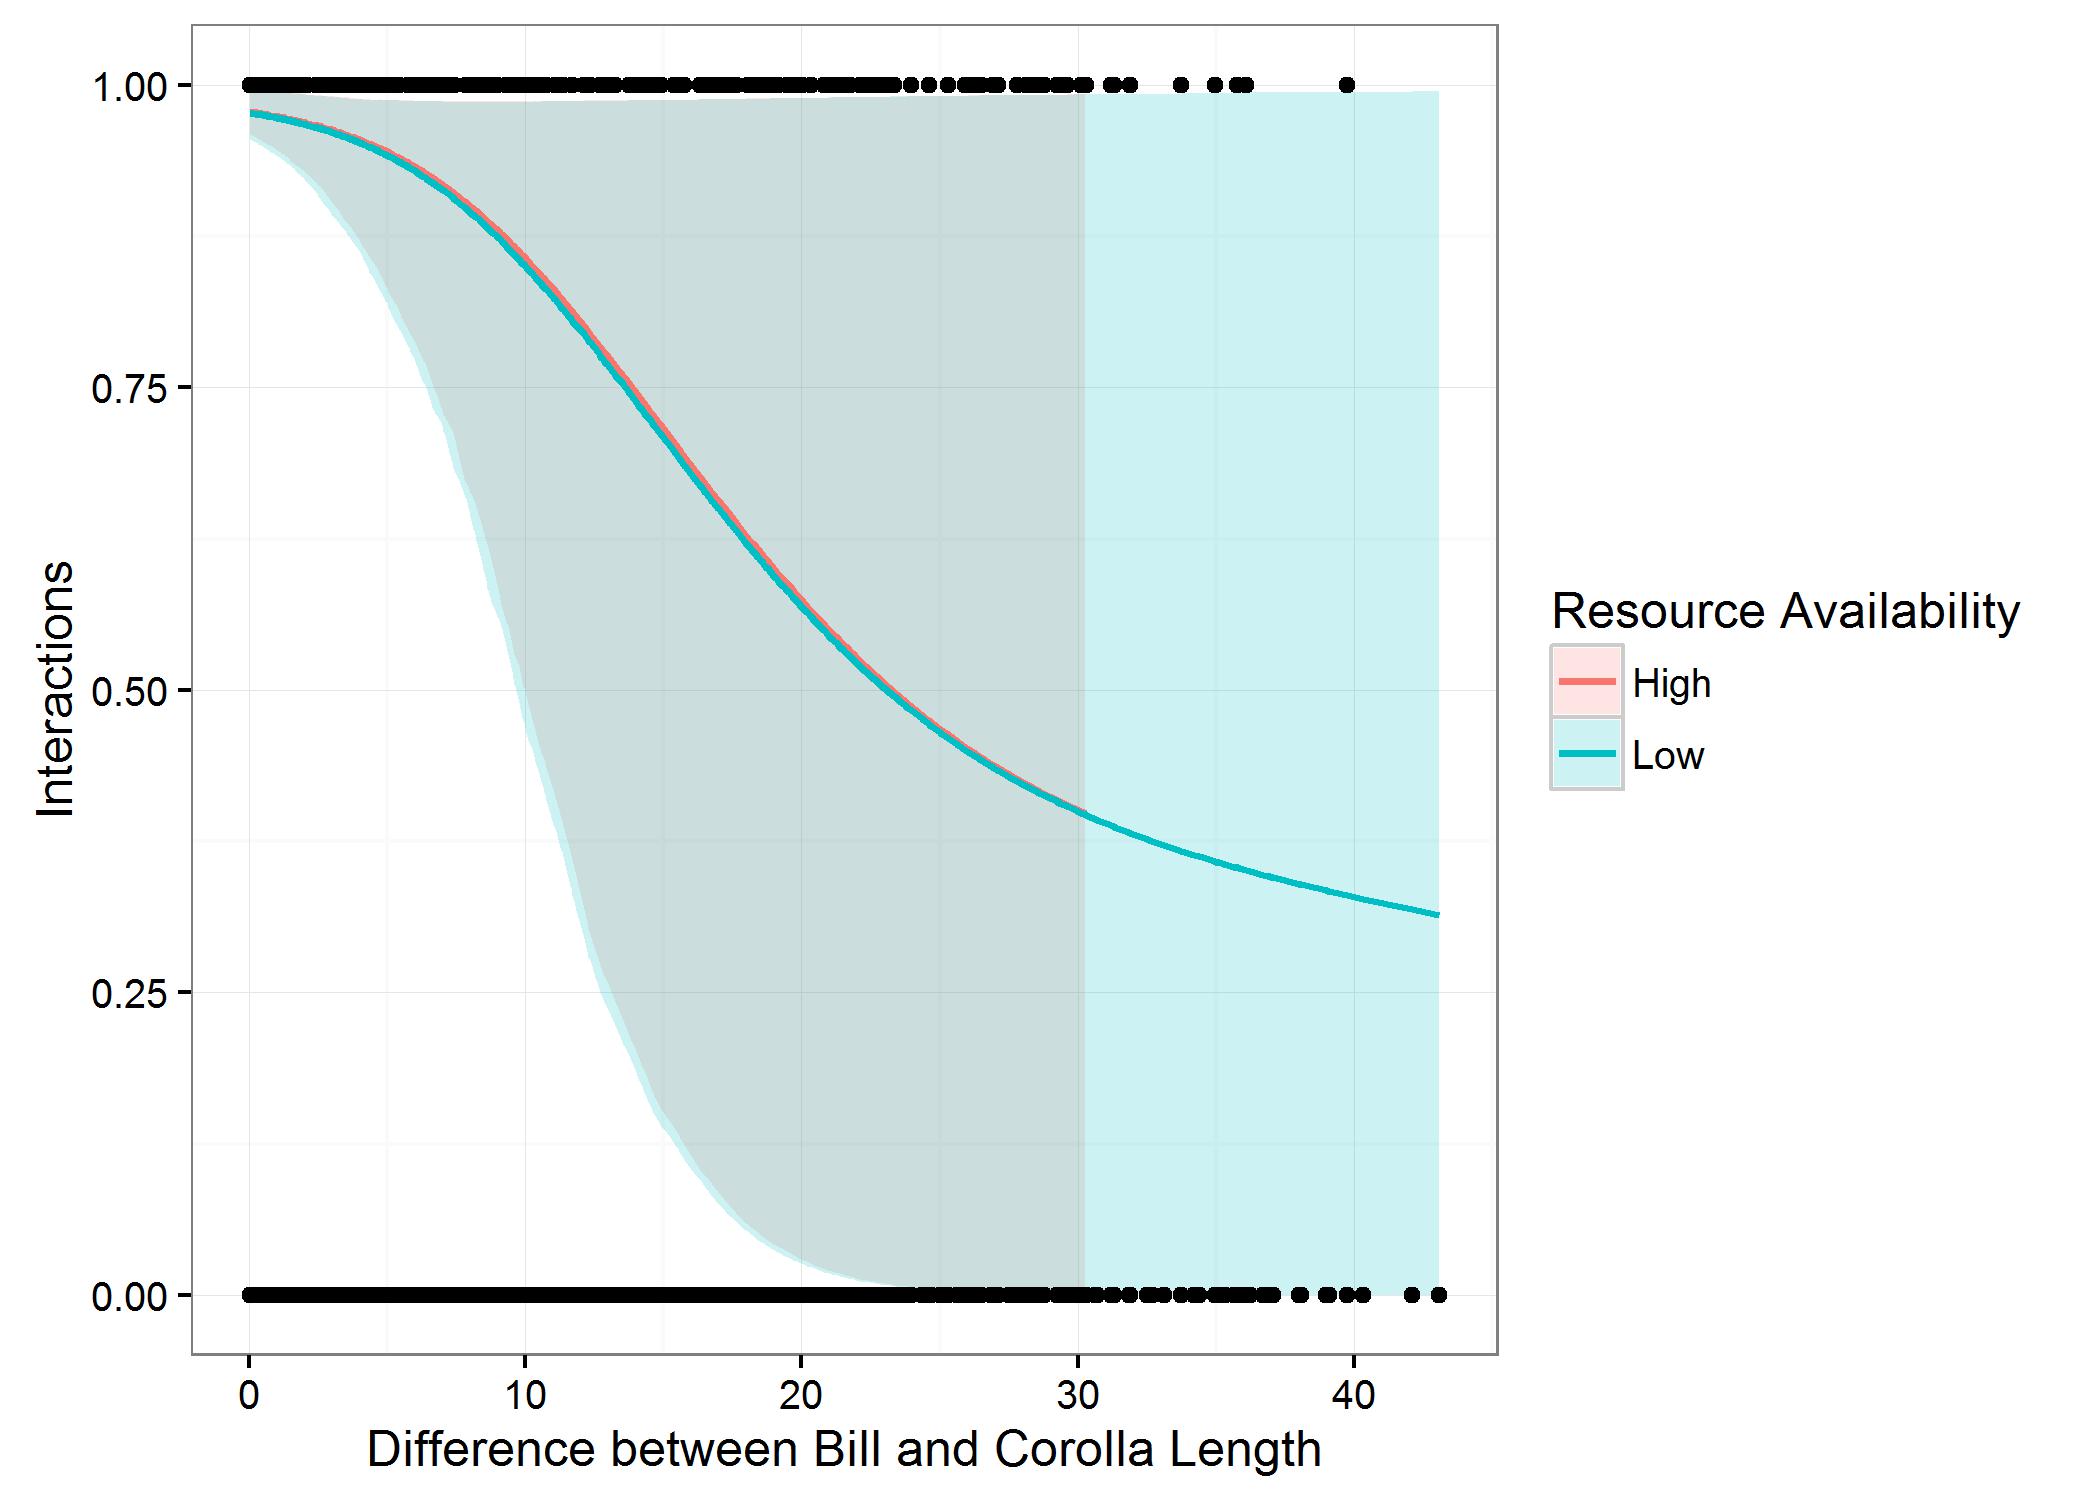 1.00
0.75
0.50
0.25
0.00
Interactions
0 10 20 30 40
Difference between Bill and Corolla Length
Resource Availability
High
Low